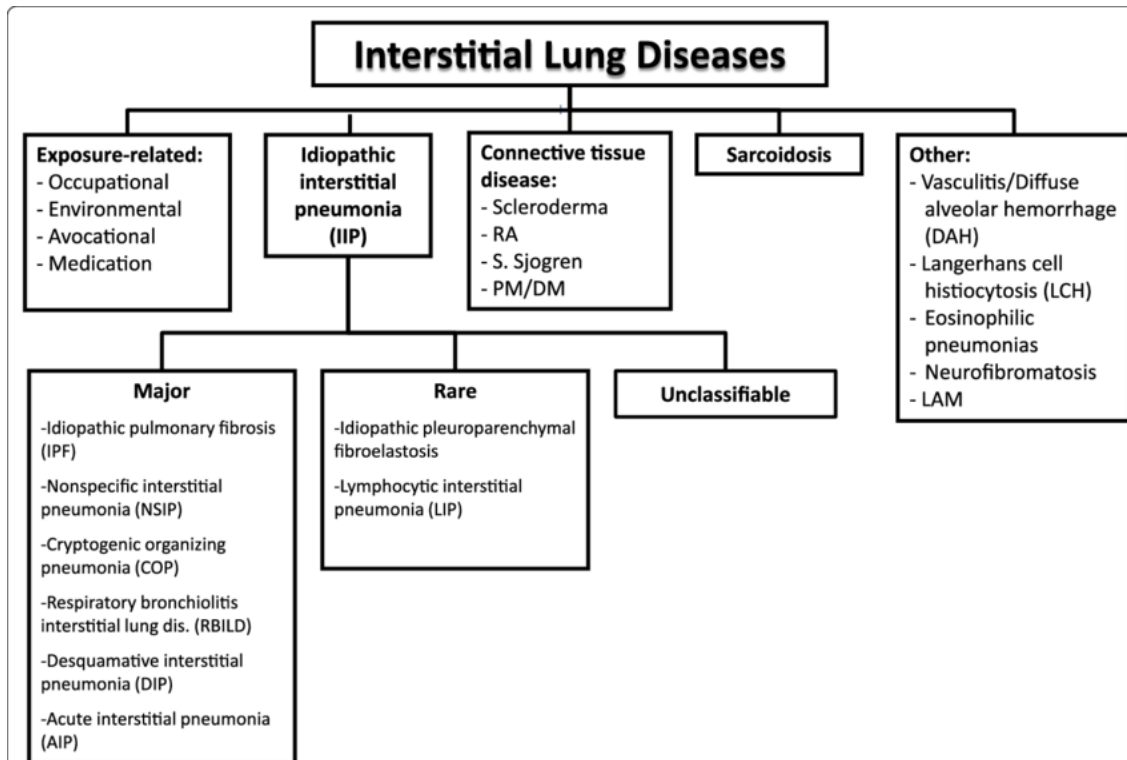 Interstitial Lung Diseases
Exposure-related:
- Occupational
- Environmental
- Avocational
- Medication
Idiopathic
interstitial
pneumonia
(IIP)
Connective tissue
disease:
- Scleroderma
- RA
- S. Sjogren
- PM/DM
Sarcoidosis
Other:
- Vasculitis/Diffuse
alveolar hemorrhage
(DAH)
- Langerhans cell
histiocytosis (LCH)
- Eosinophilic
pneumonias
- Neurofibromatosis
- LAM
Major
-Idiopathic pulmonary fibrosis
(IPF)
-Nonspecific interstitial
pneumonia (NSIP)
-Cryptogenic organizing
pneumonia (COP)
-Respiratory bronchiolitis
interstitial lung dis. (RBILD)
-Desquamative interstitial
pneumonia (DIP)
-Acute interstitial pneumonia
(AIP)
Rare
-Idiopathic pleuroparenchymal
fibroelastosis
-Lymphocytic interstitial
pneumonia (LIP)
Unclassifiable